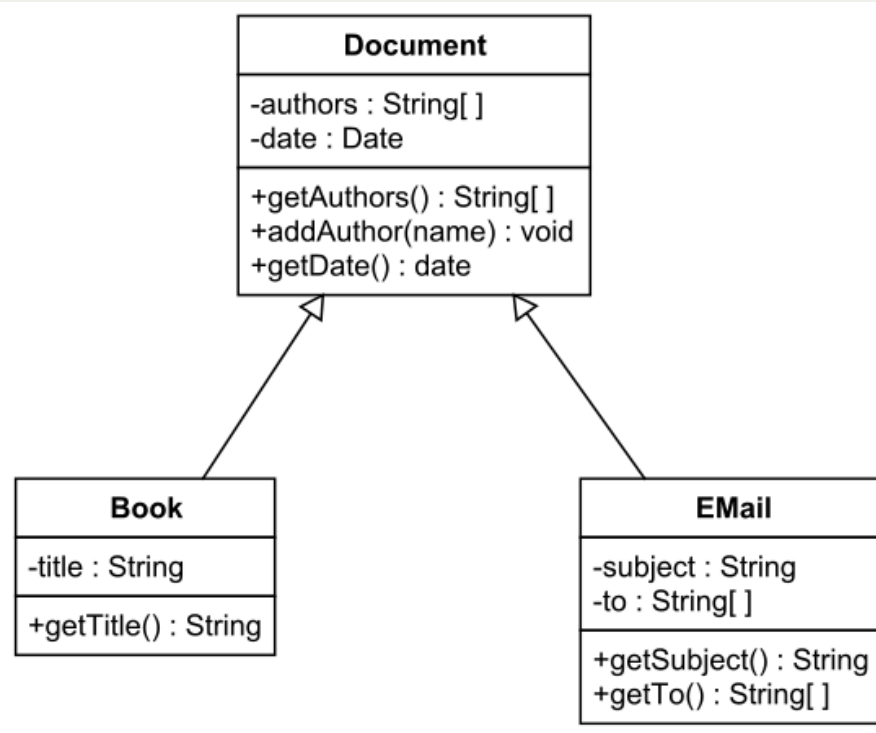 Document
-authors : String[ ]
-date : Date
+getAuthors() : String[ ]
+addAuthor(name) : void
+getDate() : date
Book
-title : String
+getTitle() : String
EMail
-subject : String
-to : String[ ]
+getSubject() : String
+getTo() : String[ ]